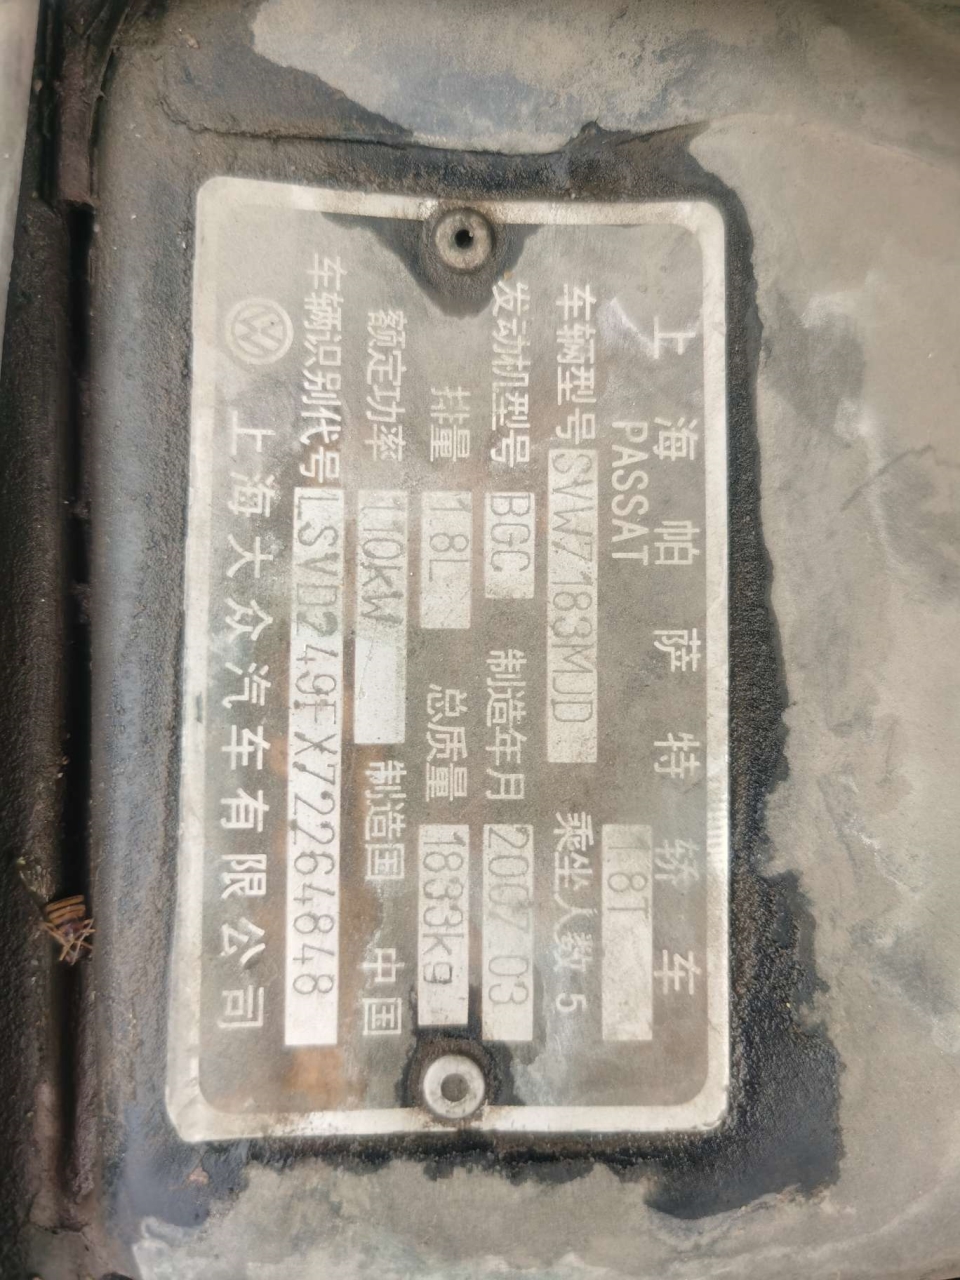 上海帕萨特轿车
PASSAT 1.8T
车辆型号 SVW7183MJD 乘坐人数 5
发动机型号 BGC 制造年月 2007.03
排量 1.8L 总质量 1833kg
额定功率 110kW 制造国 中国
车辆识别代号 LSVD249FX72264848
上海大众汽车有限公司